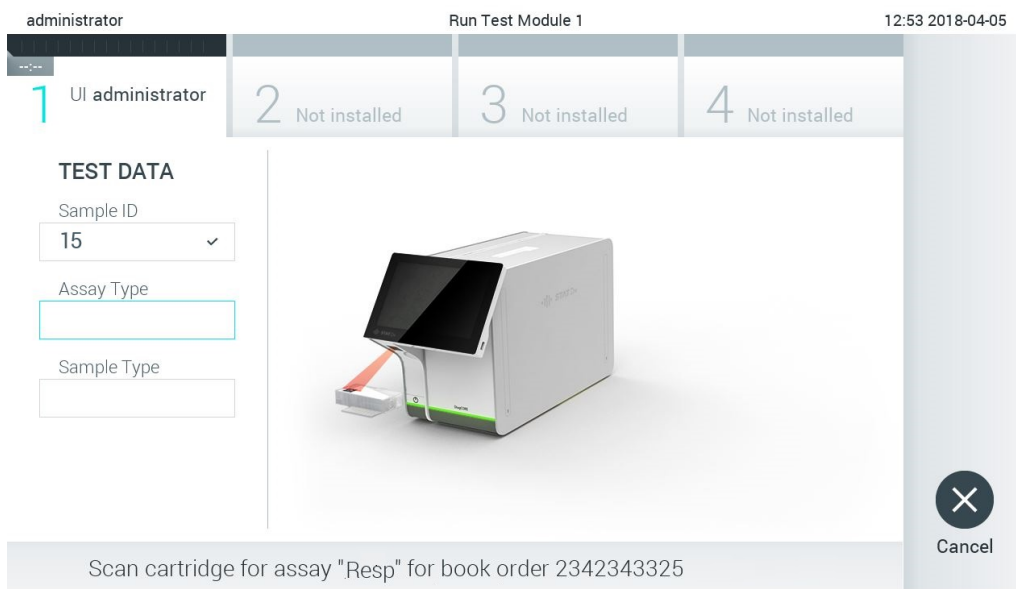 administrator
Run Test Module 1
12:53 2018-04-05
--:--
1 UI administrator
2 Not installed
3 Not installed
4 Not installed
TEST DATA
Sample ID
15
Assay Type
Sample Type
Cancel
Scan cartridge for assay "Resp" for book order 2342343325